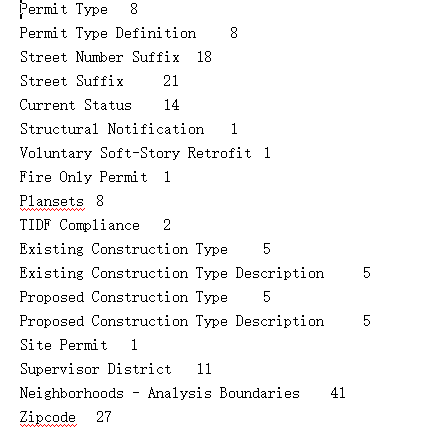 Permit Type 8
Permit Type Definition 8
Street Number Suffix 18
Street Suffix 21
Current Status 14
Structural Notification 1
Voluntary Soft-Story Retrofit 1
Fire Only Permit 1
Plansets 8
TIDF Compliance 2
Existing Construction Type 5
Existing Construction Type Description 5
Proposed Construction Type 5
Proposed Construction Type Description 5
Site Permit 1
Supervisor District 11
Neighborhoods - Analysis Boundaries 41
Zipcode 27